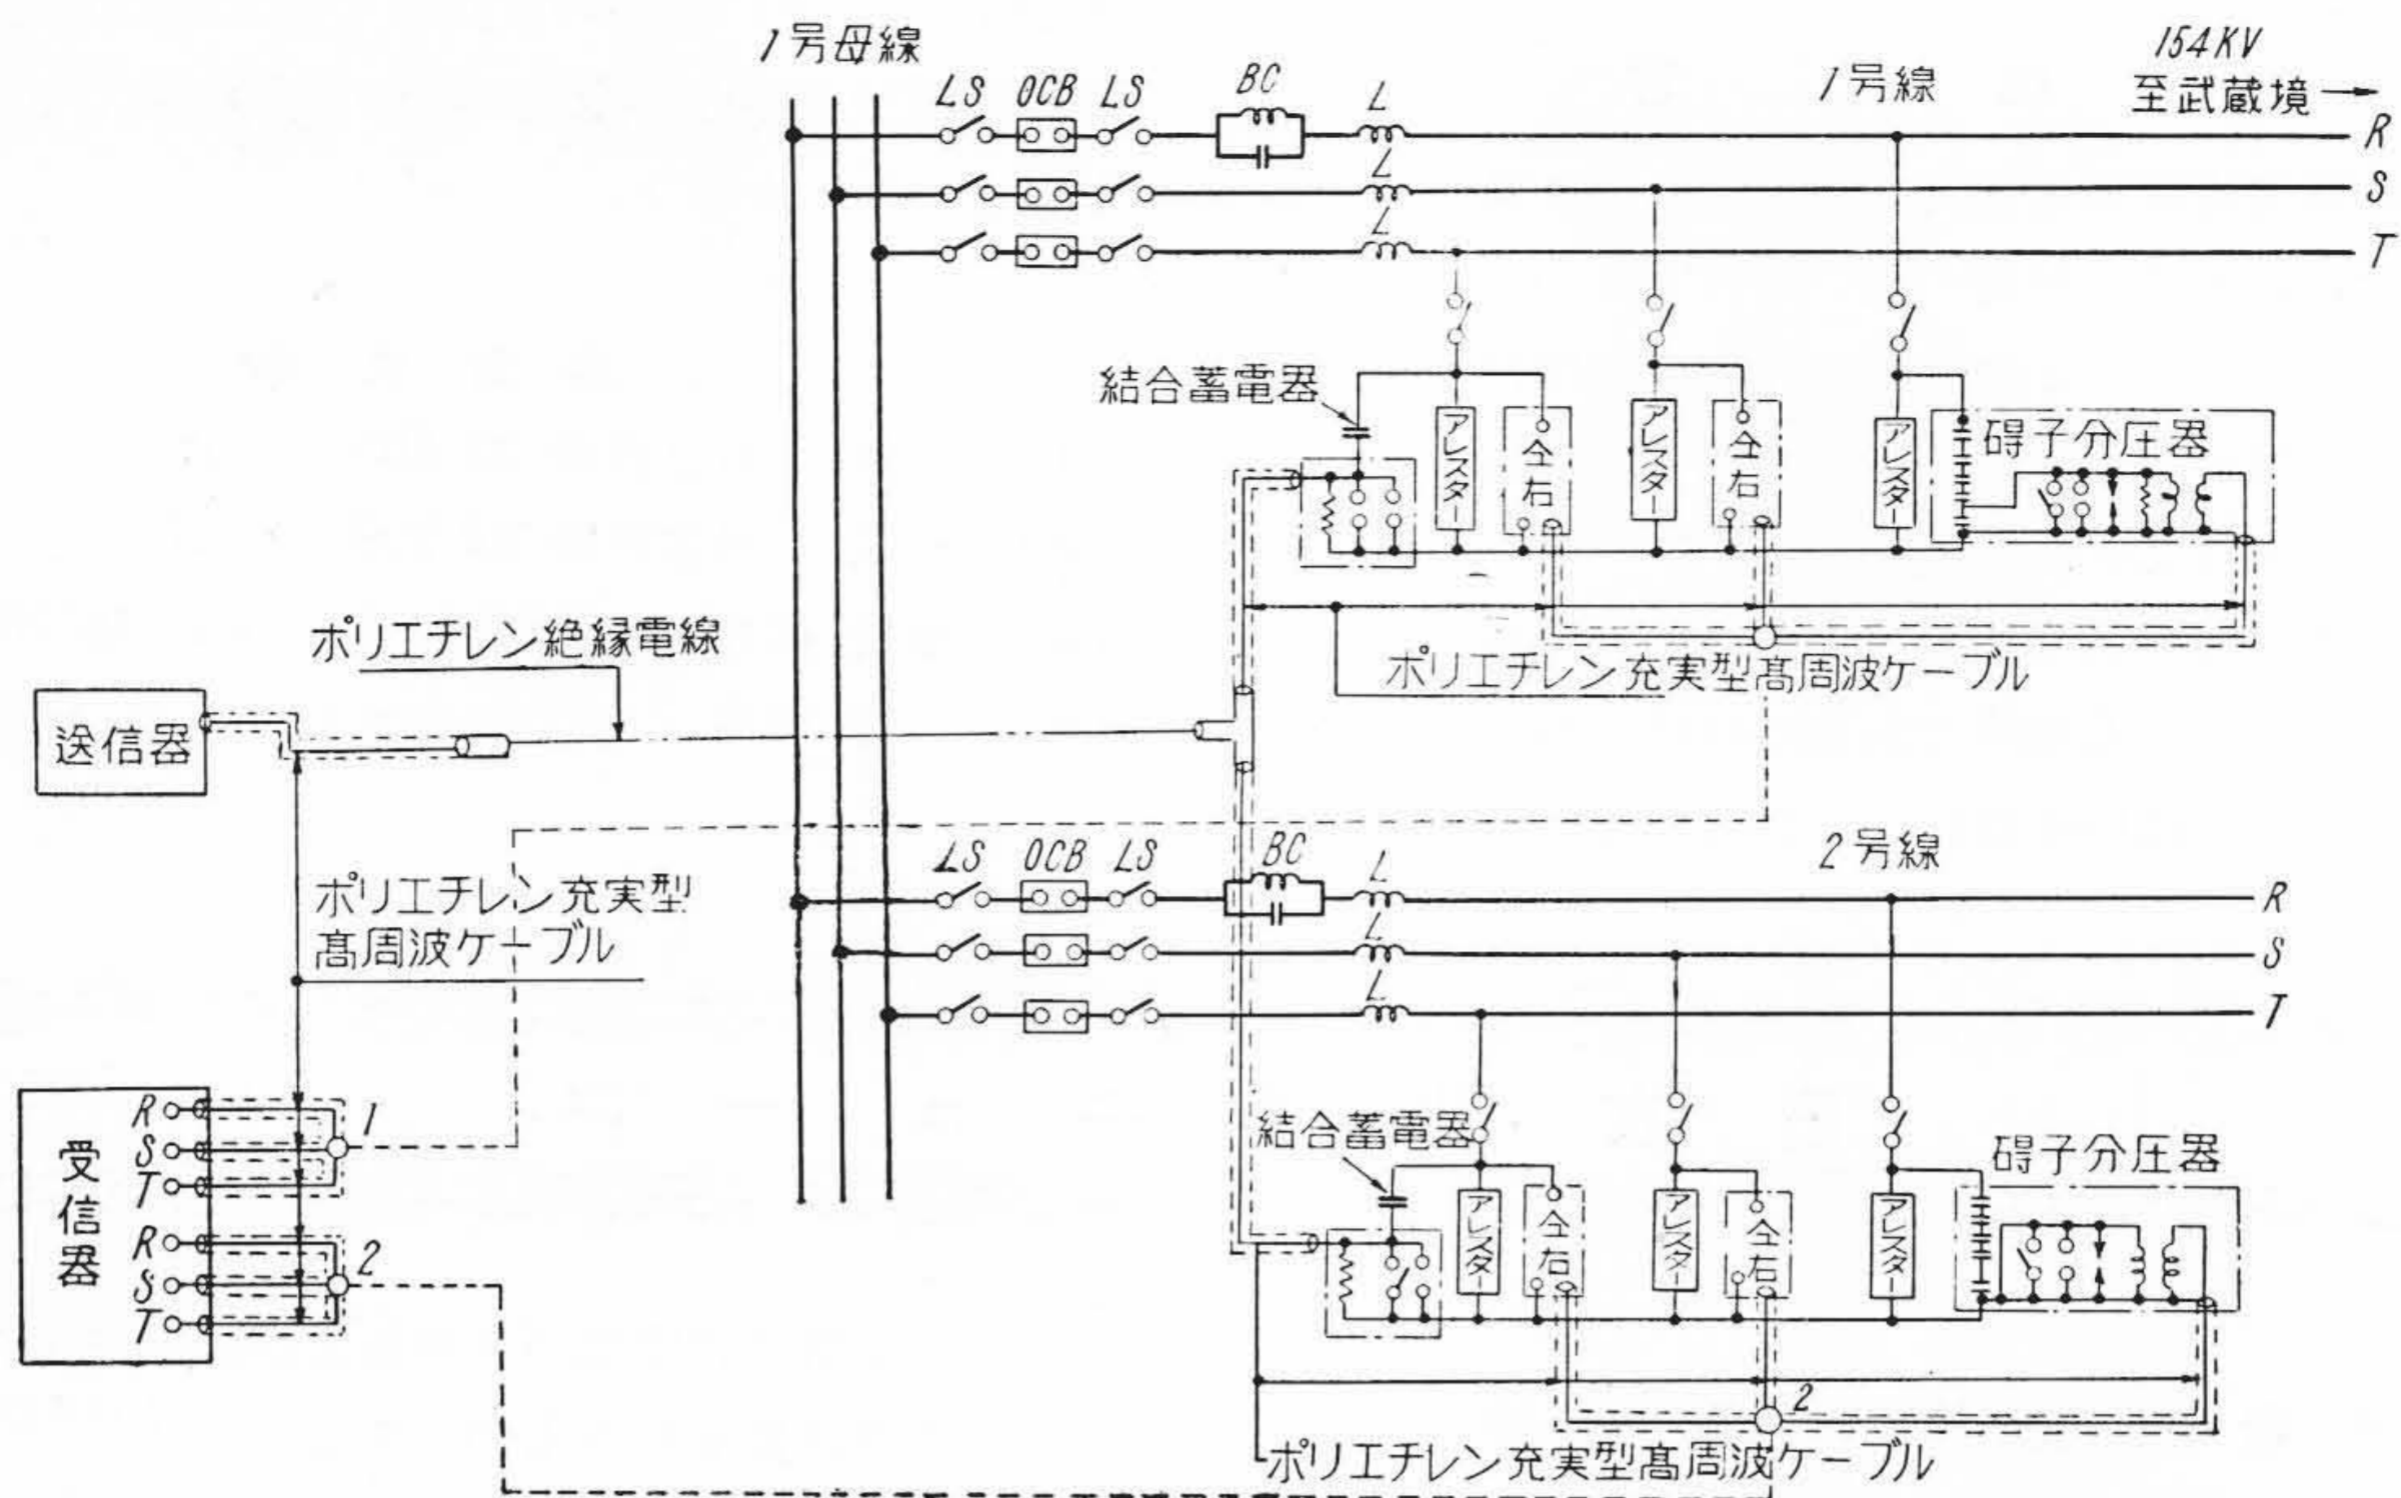 1号母線
LS OCB LS BC L
1号線
154KV
至武蔵境
R
L
S
L
T
結合蓄電器
アレスター
仝右
アレスター
仝右
アレスター
碍子分圧器
ポリエチレン絶縁電線
ポリエチレン充実型高周波ケーブル
送信器
LS OCB LS BC L
2号線
R
L
S
L
T
ポリエチレン充実型
高周波ケーブル
受信器
R
S
T
1
R
S
T
2
結合蓄電器
アレスター
仝右
アレスター
仝右
アレスター
碍子分圧器
2
ポリエチレン充実型高周波ケーブル